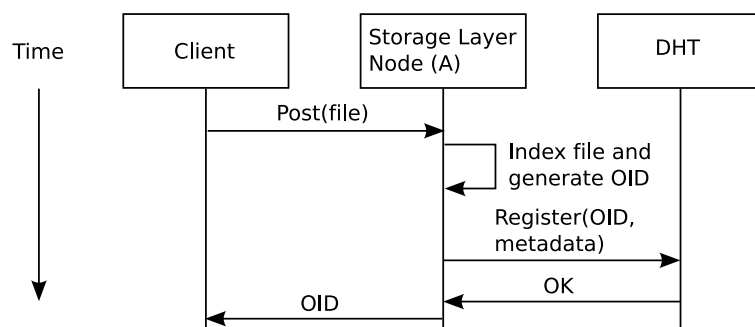 Time
Client
Storage Layer
Node (A)
DHT
Post(file)
Index file and
generate OID
Register(OID,
metadata)
OK
OID